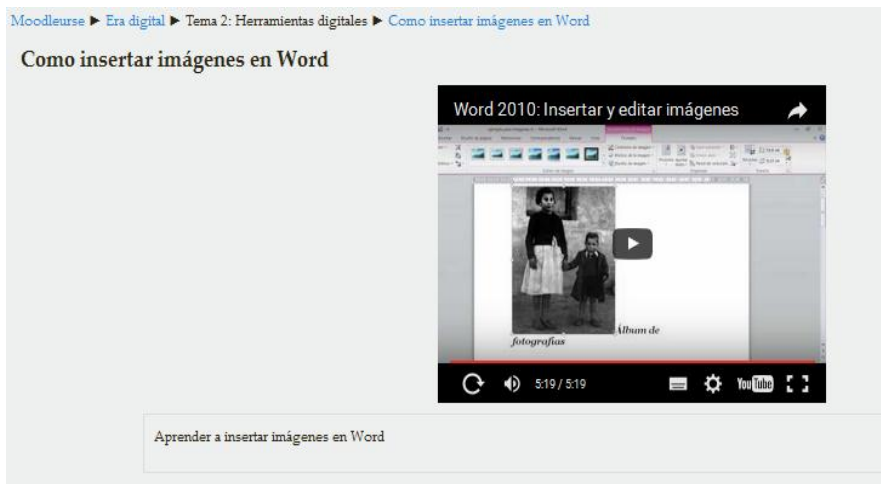 Moodleurse ► Era digital ► Tema 2: Herramientas digitales ► Como insertar imágenes en Word
Como insertar imágenes en Word
Word 2010: Insertar y editar imágenes
Álbum de
fotografías
5:19 / 5:19
YouTube
Aprender a insertar imágenes en Word